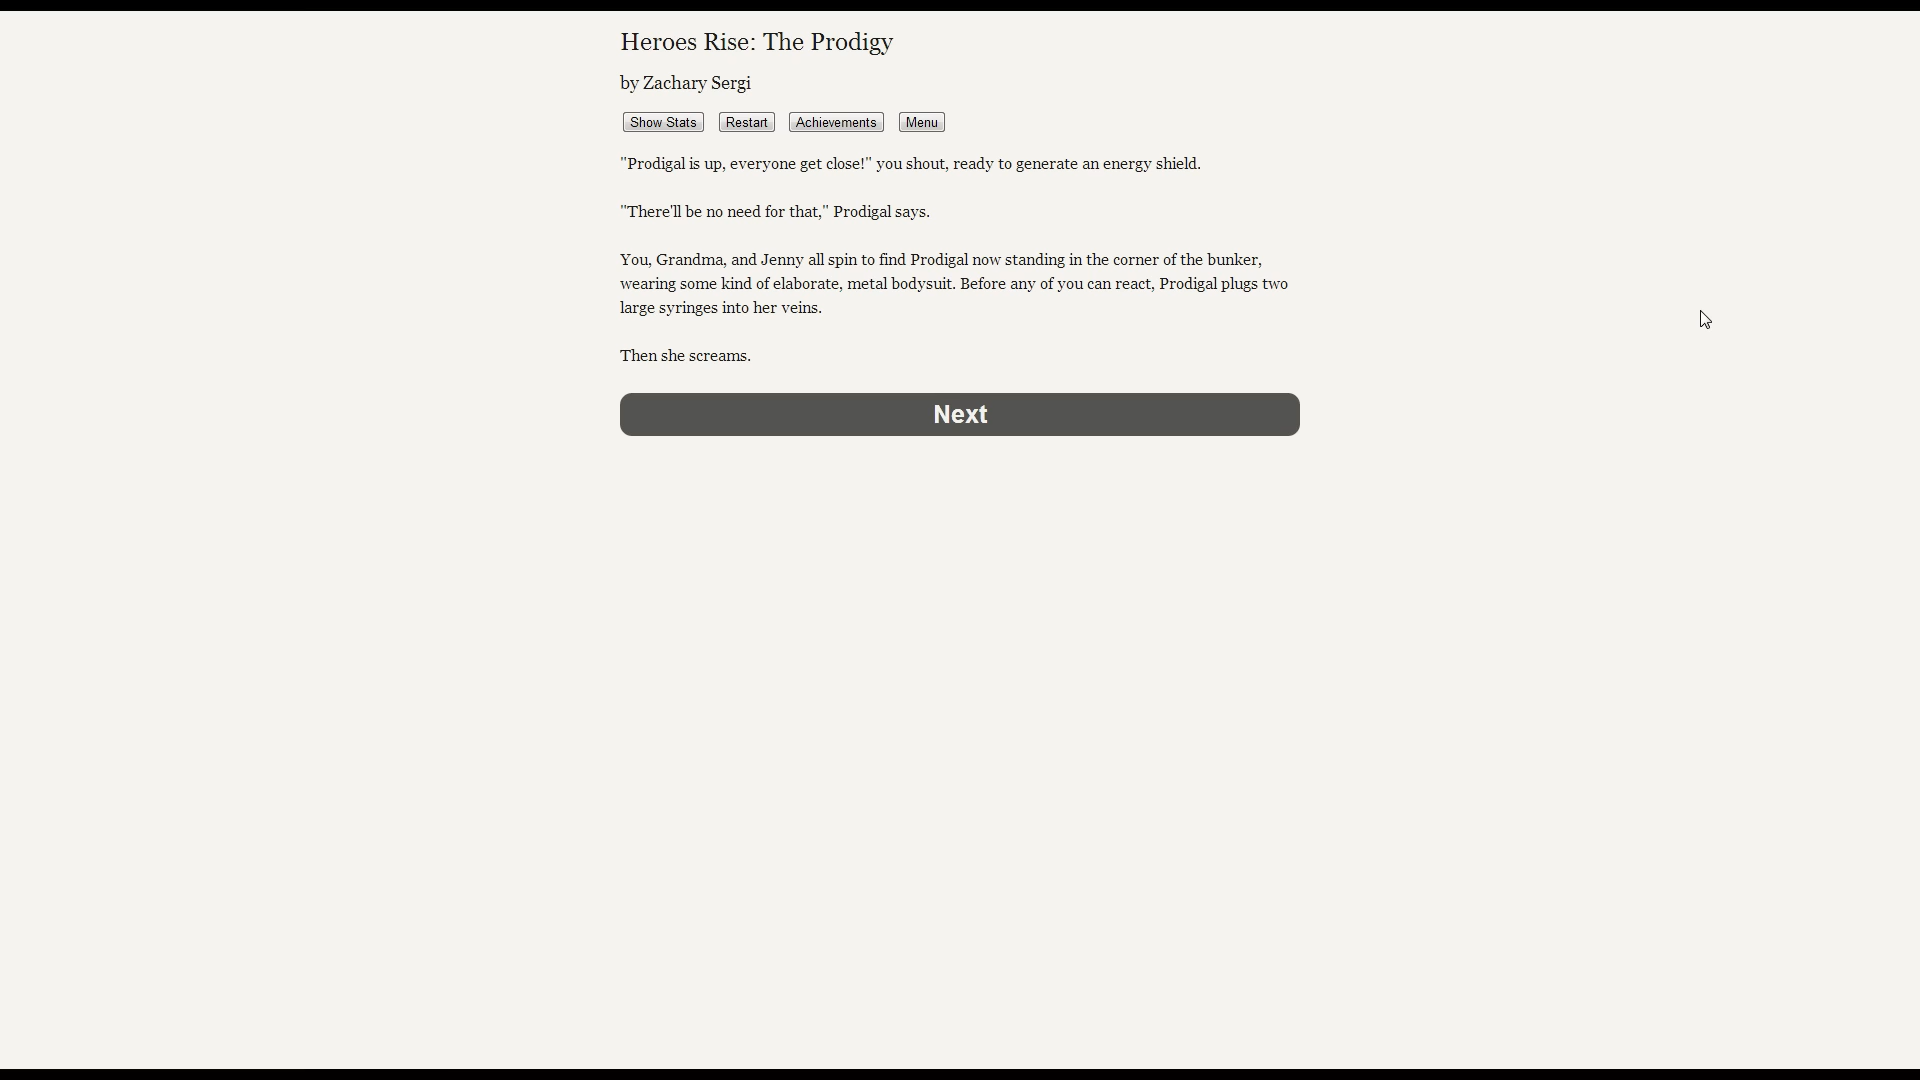 Heroes Rise: The Prodigy
by Zachary Sergi
Show Stats Restart Achievements Menu
"Prodigal is up, everyone get close!" you shout, ready to generate an energy shield.
"There'll be no need for that," Prodigal says.
You, Grandma, and Jenny all spin to find Prodigal now standing in the corner of the bunker,
wearing some kind of elaborate, metal bodysuit. Before any of you can react, Prodigal plugs two
large syringes into her veins.
Then she screams.
Next